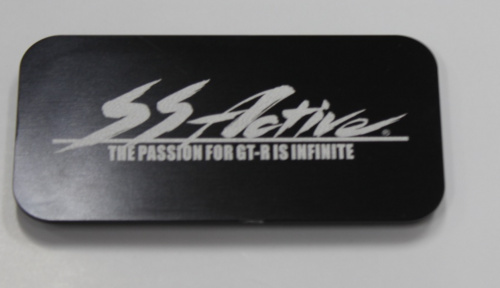 SS Active®
THE PASSION FOR GT-R IS INFINITE